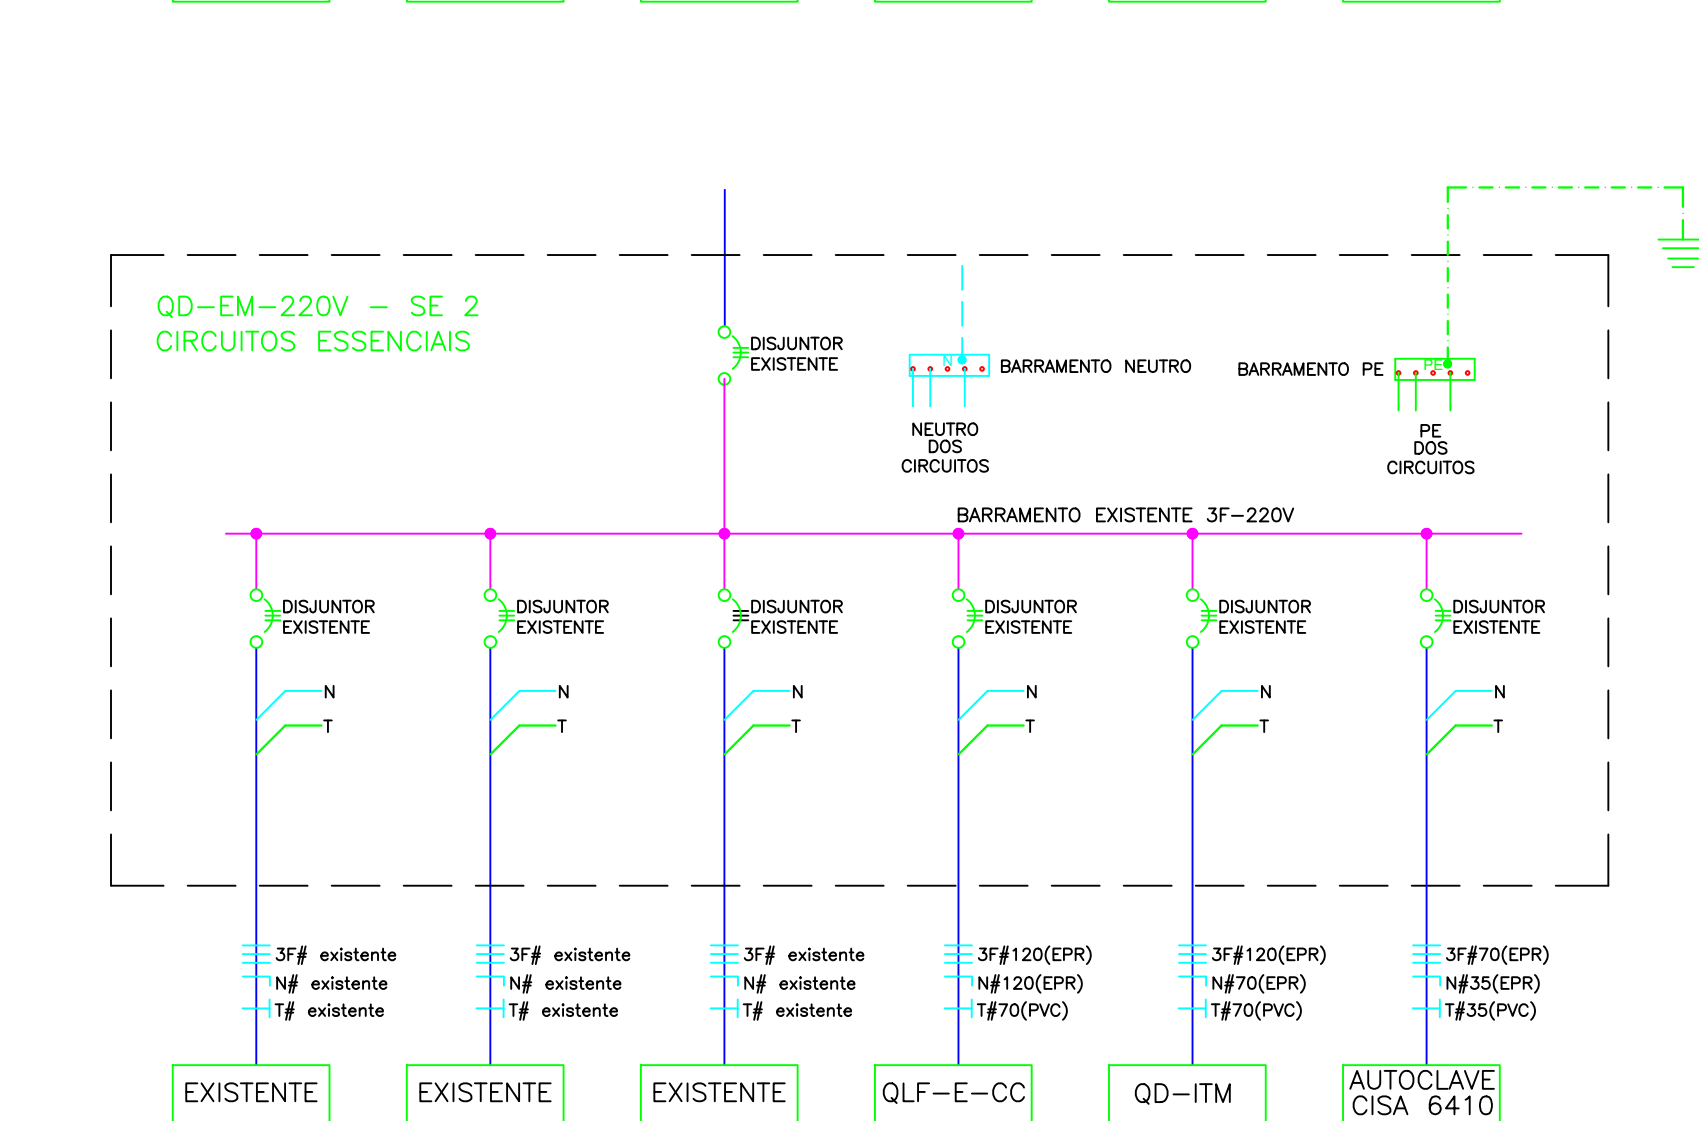 QD-EM-220V - SE 2
CIRCUITOS ESSENCIAIS
DISJUNTOR
EXISTENTE
N
BARRAMENTO NEUTRO
NEUTRO
DOS
CIRCUITOS
BARRAMENTO PE
PE
PE
DOS
CIRCUITOS
BARRAMENTO EXISTENTE 3F-220V
DISJUNTOR
EXISTENTE
DISJUNTOR
EXISTENTE
DISJUNTOR
EXISTENTE
DISJUNTOR
EXISTENTE
DISJUNTOR
EXISTENTE
DISJUNTOR
EXISTENTE
N
T
N
T
N
T
N
T
N
T
N
T
3F# existente
N# existente
T# existente
3F# existente
N# existente
T# existente
3F# existente
N# existente
T# existente
3F#120(EPR)
N#120(EPR)
T#70(PVC)
3F#120(EPR)
N#70(EPR)
T#70(PVC)
3F#70(EPR)
N#35(EPR)
T#35(PVC)
EXISTENTE
EXISTENTE
EXISTENTE
QLF-E-CC
QD-ITM
AUTOCLAVE
CISA 6410